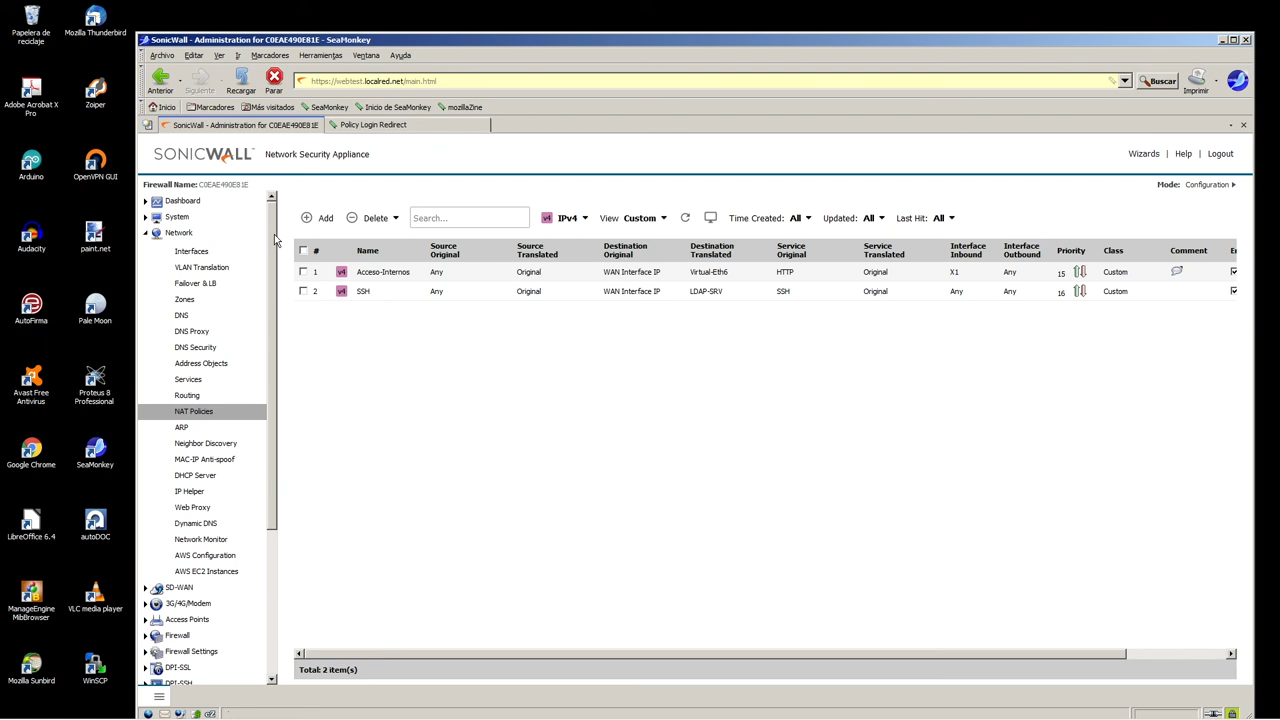 Papelera de
reciclaje
Mozilla Thunderbird
Adobe Acrobat X
Pro
Zoiper
Arduino
OpenVPN GUI
Audacity
paint.net
AutoFirma
Pale Moon
Avast Free
Antivirus
Proteus 8
Professional
Google Chrome
SeaMonkey
LibreOffice 6.4
autoDOC
ManageEngine
MibBrowser
VLC media player
Mozilla Sunbird
WinSCP
SonicWall - Administration for C0EAE490E81E - SeaMonkey
Archivo Editar Ver Ir Marcadores Herramientas Ventana Ayuda
Anterior Siguiente Recargar Parar https://webtest.localred.net/main.html Buscar Imprimir
Inicio Marcadores Más visitados SeaMonkey Inicio de SeaMonkey mozillaZine
SonicWall - Administration for C0EAE490E81E Policy Login Redirect
SONICWALL Network Security Appliance Wizards | Help | Logout
Firewall Name: C0EAE490E81E Mode: Configuration
Dashboard
System
Network
Interfaces
VLAN Translation
Failover & LB
Zones
DNS
DNS Proxy
DNS Security
Address Objects
Services
Routing
NAT Policies
ARP
Neighbor Discovery
MAC-IP Anti-spoof
DHCP Server
IP Helper
Web Proxy
Dynamic DNS
Network Monitor
AWS Configuration
AWS EC2 Instances
SD-WAN
3G/4G/Modem
Access Points
Firewall
Firewall Settings
DPI-SSL
DPI-SSH
Add Delete Search... v4 IPv4 View Custom Time Created: All Updated: All Last Hit: All
# Name Source Original Source Translated Destination Original Destination Translated Service Original Service Translated Interface Inbound Interface Outbound Priority Class Comment
1 v4 Acceso-Internos Any Original WAN Interface IP Virtual-Eth6 HTTP Original X1 Any 15 Custom
2 v4 SSH Any Original WAN Interface IP LDAP-SRV SSH Original Any Any 16 Custom
Total: 2 item(s)